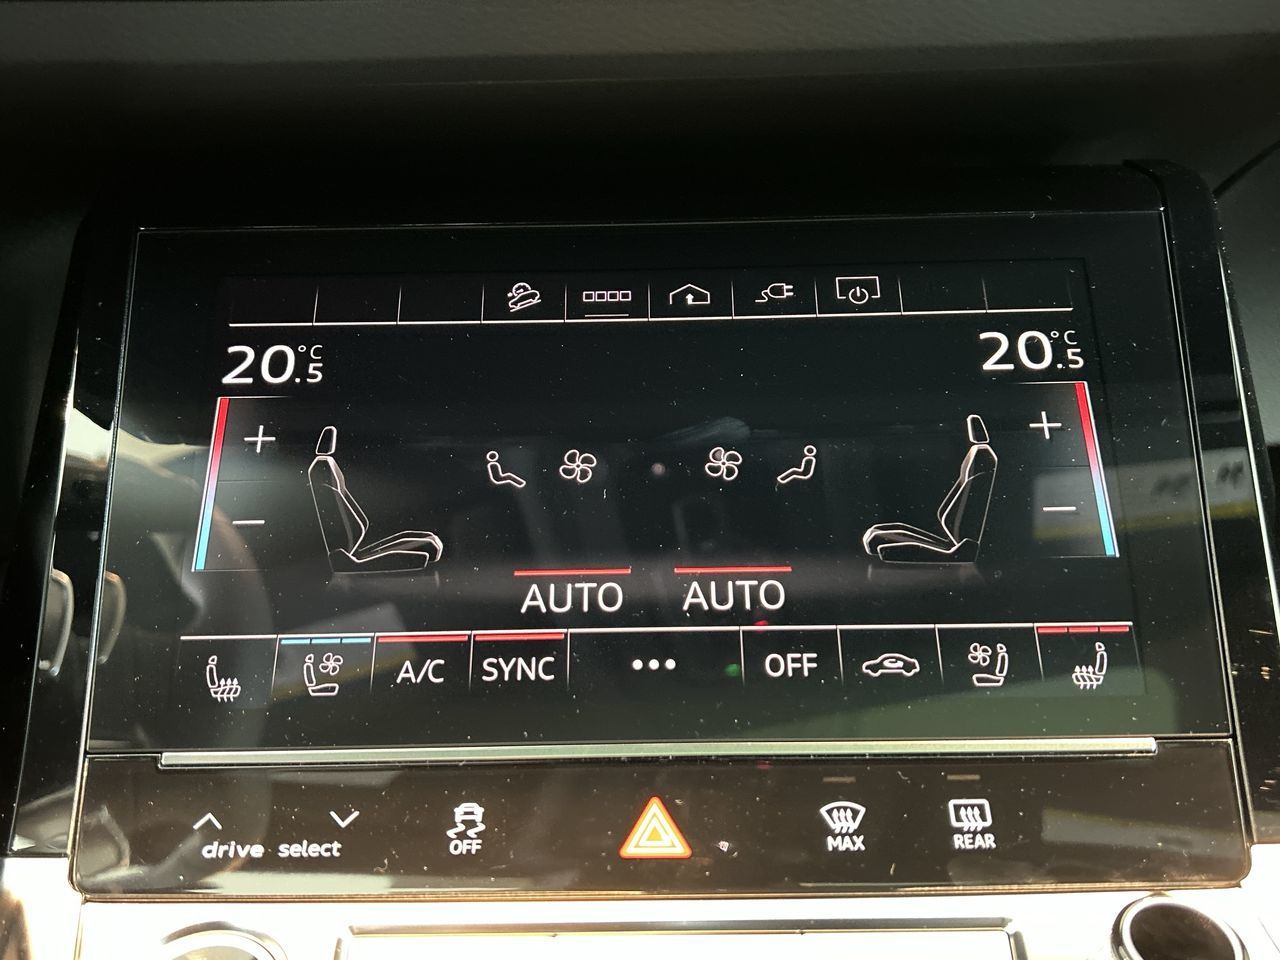 20.5°C
20.5°C
AUTO AUTO
A/C SYNC ••• OFF
drive select
OFF
MAX
REAR